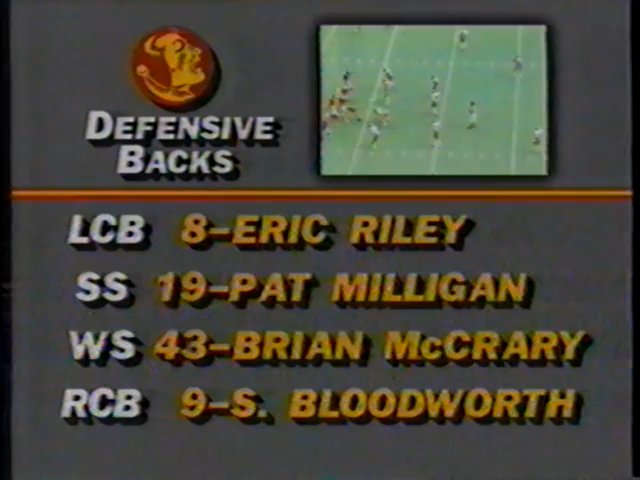 DEFENSIVE
BACKS
LCB 8-ERIC RILEY
SS 19-PAT MILLIGAN
WS 43-BRIAN McCRARY
RCB 9-S. BLOODWORTH